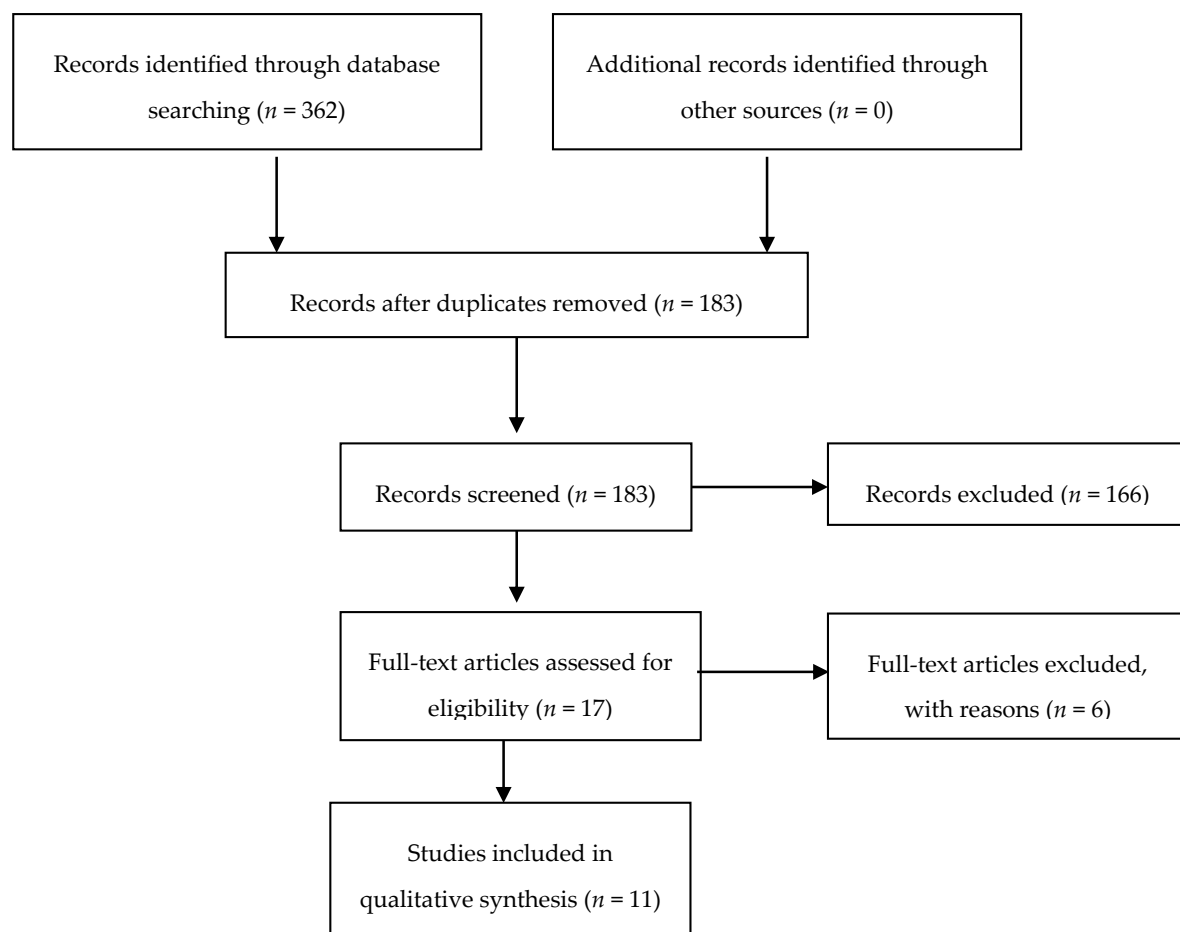 Records identified through database
searching (n = 362)
Additional records identified through
other sources (n = 0)
Records after duplicates removed (n = 183)
Records screened (n = 183)
Records excluded (n = 166)
Full-text articles assessed for
eligibility (n = 17)
Full-text articles excluded,
with reasons (n = 6)
Studies included in
qualitative synthesis (n = 11)